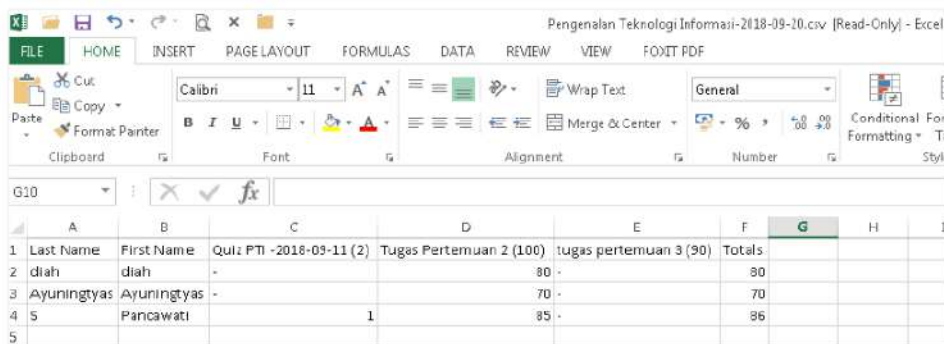 Pengenalan Teknologi Informasi-2018-09-20.csv [Read-Only] - Excel
FILE HOME INSERT PAGE LAYOUT FORMULAS DATA REVIEW VIEW FOXIT PDF
Cut
Copy
Format Painter
Paste
Clipboard
Calibri 11 A A
B I U A
Font
Wrap Text
Merge & Center
Alignment
General
% , .00
Number
Conditional
Formatting
G10 fx
A B C D E F G H
1 Last Name First Name Quiz PTI -2018-09-11 (2) Tugas Pertemuan 2 (100) tugas pertemuan 3 (90) Totals
2 diah diah - 80 - 80
3 Ayuningtyas Ayuningtyas - 70 - 70
4 S Pancawati 1 85 - 86
5